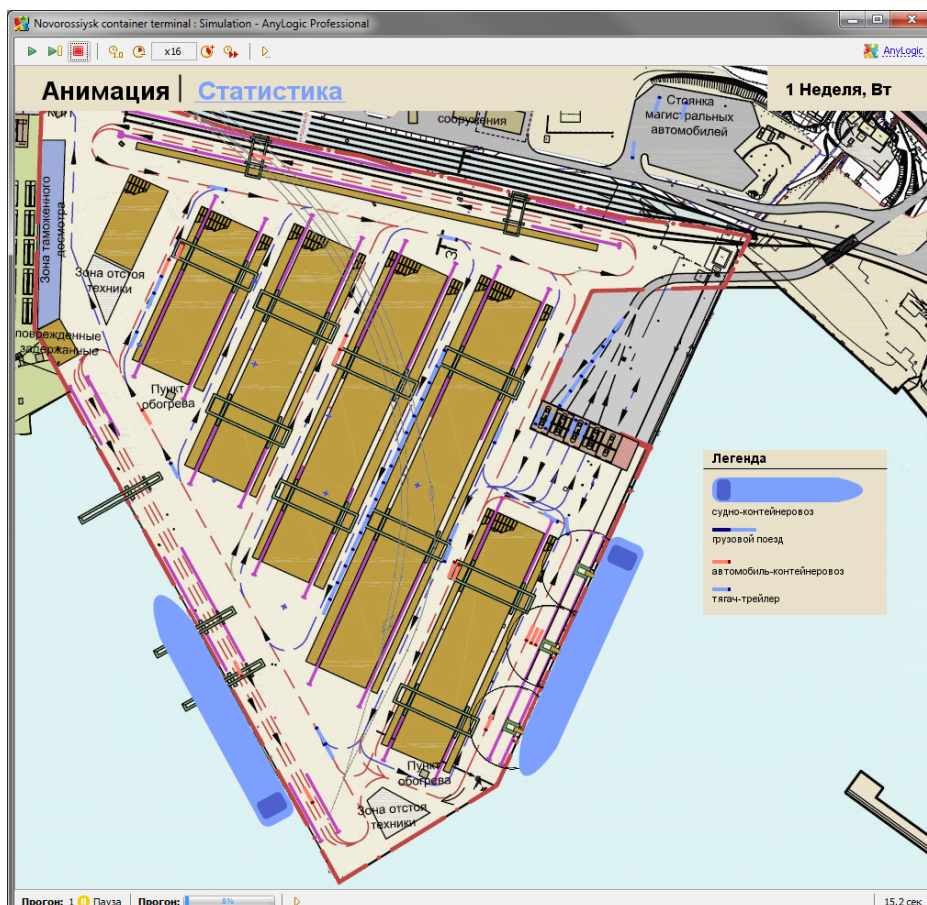 Novorossiysk container terminal : Simulation - AnyLogic Professional
x16
AnyLogic
Анимация | Статистика
1 Неделя, Вт
сооружения
Стоянка
магистральных
автомобилей
Зона таможенного
досмотра
Зона отстоя
техники
поврежденные
задержанные
Пункт
обогрева
Легенда
судно-контейнеровоз
грузовой поезд
автомобиль-контейнеровоз
тягач-трейлер
Пункт
обогрева
Зона отстоя
техники
Прогон: 1 Пауза Прогон: 8% 15.2 сек